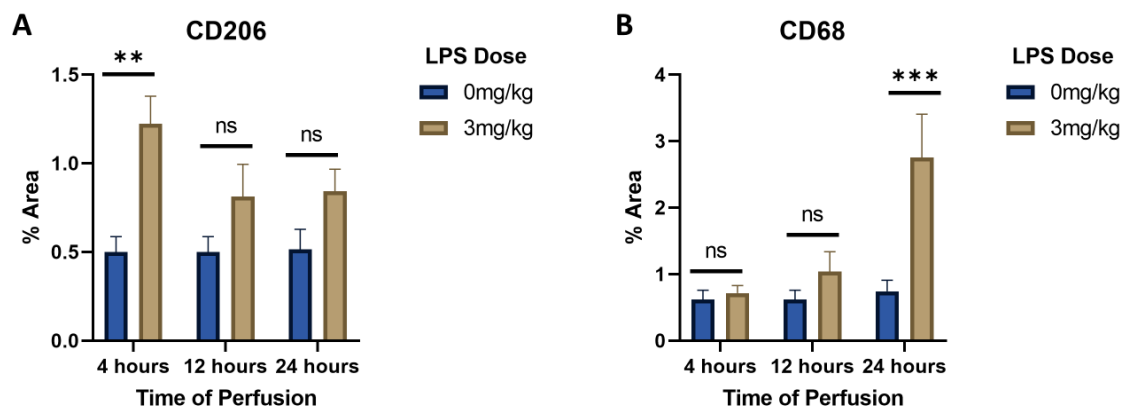 A
CD206
LPS Dose
0mg/kg
3mg/kg
**
ns
ns
1.5
1.0
0.5
0.0
% Area
4 hours 12 hours 24 hours
Time of Perfusion
B
CD68
LPS Dose
0mg/kg
3mg/kg
***
ns
ns
4
3
2
1
0
% Area
4 hours 12 hours 24 hours
Time of Perfusion